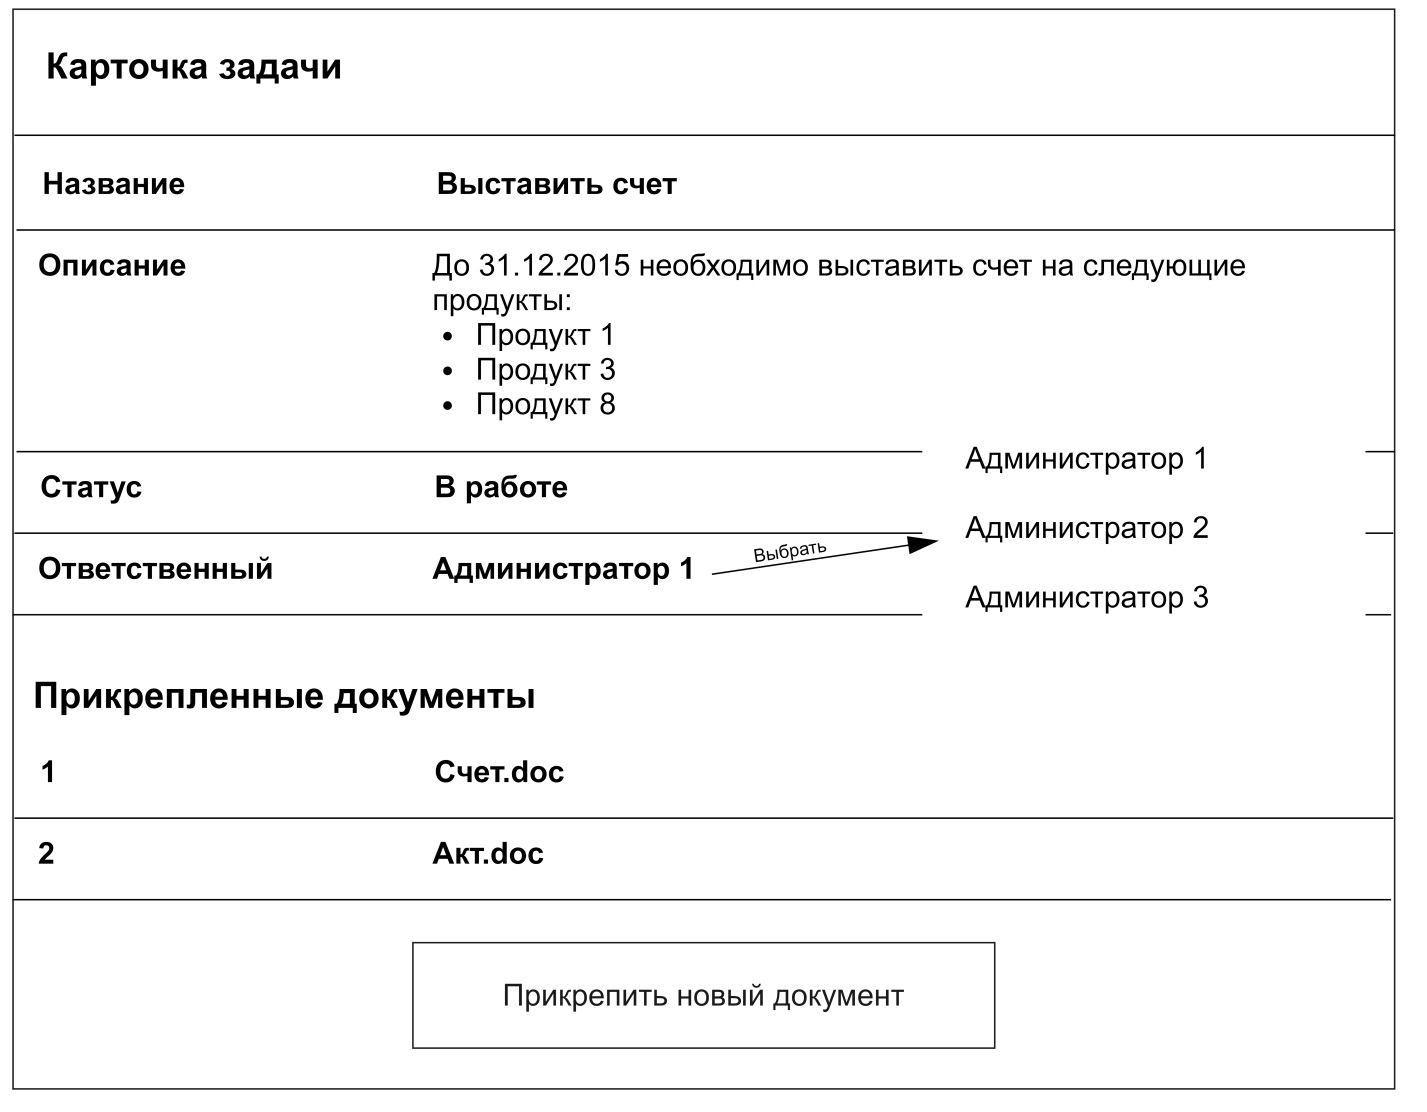 Карточка задачи
Название
Выставить счет
Описание
До 31.12.2015 необходимо выставить счет на следующие
продукты:
• Продукт 1
• Продукт 3
• Продукт 8
Статус
В работе
Ответственный
Администратор 1
Выбрать
Администратор 1
Администратор 2
Администратор 3
Прикрепленные документы
1
Счет.doc
2
Акт.doc
Прикрепить новый документ